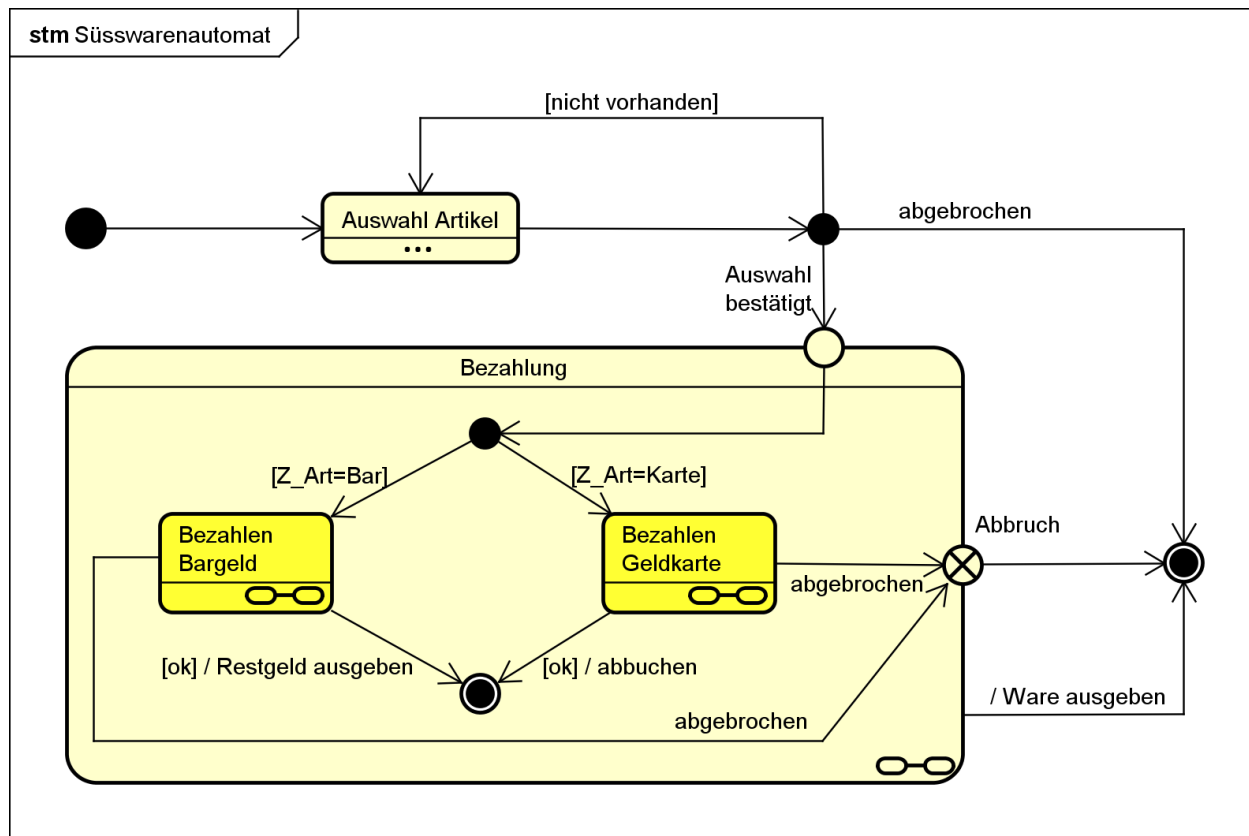 stm Süsswarenautomat
[nicht vorhanden]
Auswahl Artikel
abgebrochen
Auswahl
bestätigt
Bezahlung
[Z_Art=Bar]
[Z_Art=Karte]
Bezahlen
Bargeld
Bezahlen
Geldkarte
Abbruch
abgebrochen
[ok] / Restgeld ausgeben
[ok] / abbuchen
/ Ware ausgeben
abgebrochen